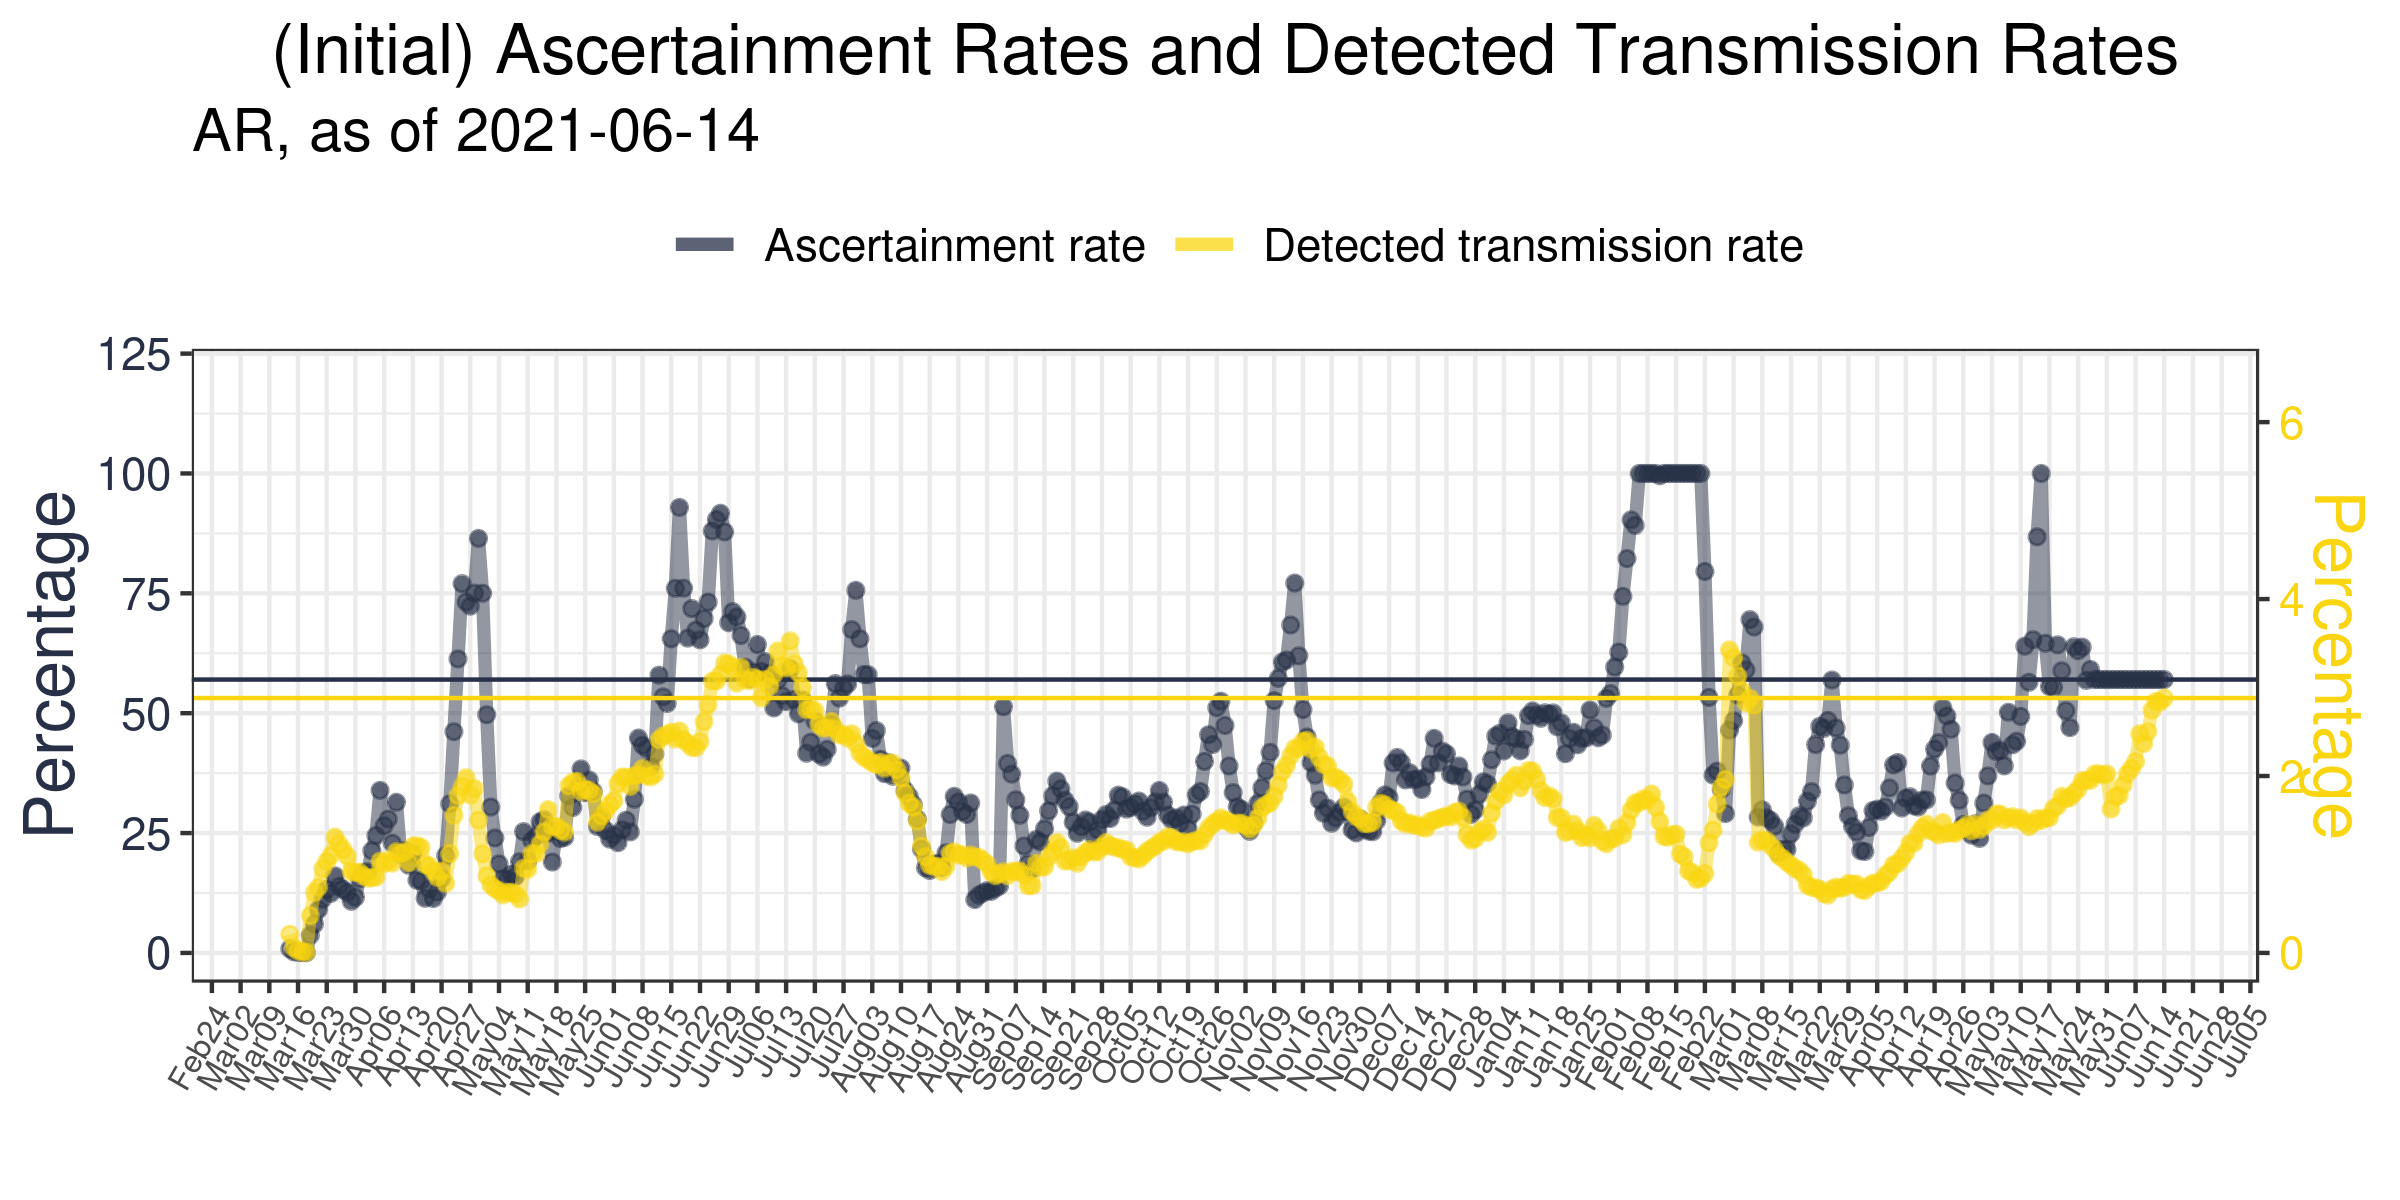 (Initial) Ascertainment Rates and Detected Transmission Rates
AR, as of 2021-06-14
Ascertainment rate
Detected transmission rate
Percentage
125
100
75
50
25
0
Percentage
6
4
2
0
Feb24
Mar02
Mar09
Mar16
Mar23
Mar30
Apr06
Apr13
Apr20
Apr27
May04
May11
May18
May25
Jun01
Jun08
Jun15
Jun22
Jun29
Jul06
Jul13
Jul20
Jul27
Aug03
Aug10
Aug17
Aug24
Aug31
Sep07
Sep14
Sep21
Sep28
Oct05
Oct12
Oct19
Oct26
Nov02
Nov09
Nov16
Nov23
Nov30
Dec07
Dec14
Dec21
Dec28
Jan04
Jan11
Jan18
Jan25
Feb01
Feb08
Feb15
Feb22
Mar01
Mar08
Mar15
Mar22
Mar29
Apr05
Apr12
Apr19
Apr26
May03
May10
May17
May24
May31
Jun07
Jun14
Jun21
Jun28
Jul05